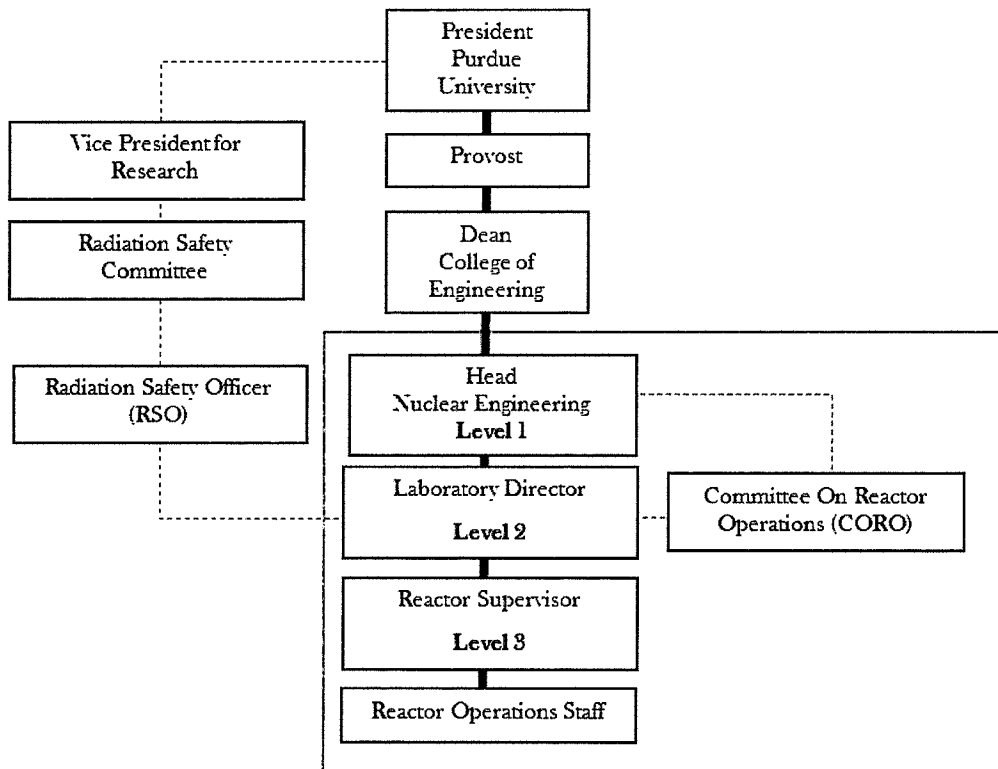 President
Purdue
University
Vice President for
Research
Provost
Radiation Safety
Committee
Dean
College of
Engineering
Radiation Safety Officer
(RSO)
Head
Nuclear Engineering
Level 1
Laboratory Director
Level 2
Committee On Reactor
Operations (CORO)
Reactor Supervisor
Level 3
Reactor Operations Staff